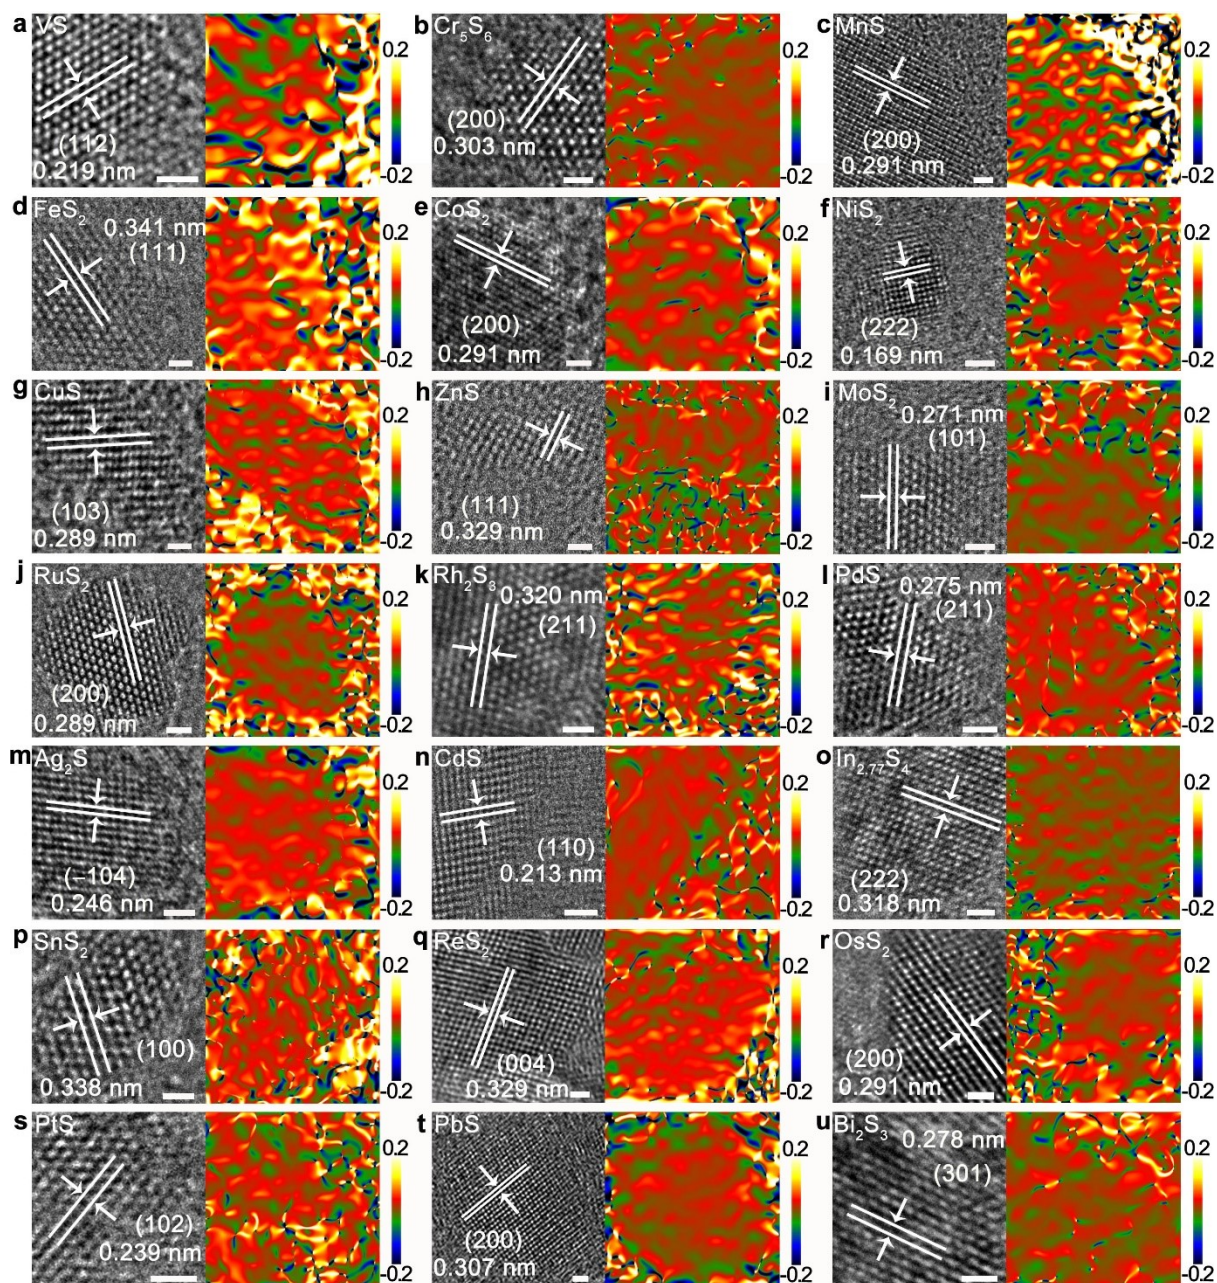 a VS 0.2
(112)
0.219 nm -0.2
b Cr5S6 0.2
(200)
0.303 nm -0.2
c MnS 0.2
(200)
0.291 nm -0.2
d FeS2 0.341 nm 0.2
(111)
-0.2
e CoS2 0.2
(200)
0.291 nm -0.2
f NiS2 0.2
(222)
0.169 nm -0.2
g CuS 0.2
(103)
0.289 nm -0.2
h ZnS 0.2
(111)
0.329 nm -0.2
i MoS2 0.271 nm 0.2
(101)
-0.2
j RuS2 0.2
(200)
0.289 nm -0.2
k Rh2S3 0.320 nm 0.2
(211)
-0.2
l PdS 0.275 nm 0.2
(211)
-0.2
m Ag2S 0.2
(–104)
0.246 nm -0.2
n CdS 0.2
(110)
0.213 nm
-0.2
o In2.77S4 0.2
(222)
0.318 nm -0.2
p SnS2 0.2
(100)
0.338 nm -0.2
q ReS2 0.2
(004)
0.329 nm -0.2
r OsS2 0.2
(200)
0.291 nm -0.2
s PtS 0.2
(102)
0.239 nm -0.2
t PbS 0.2
(200)
0.307 nm -0.2
u Bi2S3 0.278 nm 0.2
(301)
-0.2